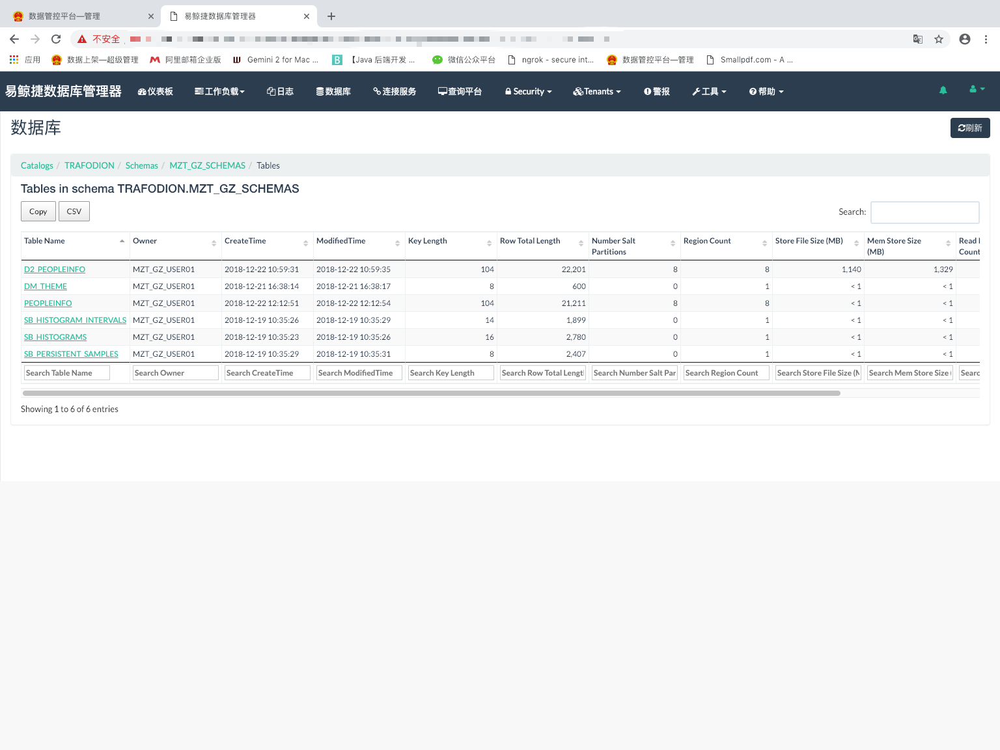 数据管控平台—管理
易鲸捷数据库管理器
不安全
应用 数据上架—超级管理 阿里邮箱企业版 Gemini 2 for Mac ... 【Java 后端开发 ... 微信公众平台 ngrok - secure int... 数据管控平台—管理 Smallpdf.com - A ...
易鲸捷数据库管理器 仪表板 工作负载 日志 数据库 连接服务 查询平台 Security Tenants 警报 工具 帮助
数据库
刷新
Catalogs / TRAFODION / Schemas / MZT_GZ_SCHEMAS / Tables
Tables in schema TRAFODION.MZT_GZ_SCHEMAS
Copy CSV Search:
Table Name Owner CreateTime ModifiedTime Key Length Row Total Length Number Salt Partitions Region Count Store File Size (MB) Mem Store Size (MB) Read Count
D2_PEOPLEINFO MZT_GZ_USER01 2018-12-22 10:59:31 2018-12-22 10:59:35 104 22,201 8 8 1,140 1,329
DM_THEME MZT_GZ_USER01 2018-12-21 16:38:14 2018-12-21 16:38:17 8 600 0 1 < 1 < 1
PEOPLEINFO MZT_GZ_USER01 2018-12-22 12:12:51 2018-12-22 12:12:54 104 21,211 8 8 < 1 < 1
SB_HISTOGRAM_INTERVALS MZT_GZ_USER01 2018-12-19 10:35:26 2018-12-19 10:35:29 14 1,899 0 1 < 1 < 1
SB_HISTOGRAMS MZT_GZ_USER01 2018-12-19 10:35:23 2018-12-19 10:35:26 16 2,780 0 1 < 1 < 1
SB_PERSISTENT_SAMPLES MZT_GZ_USER01 2018-12-19 10:35:29 2018-12-19 10:35:31 8 2,407 0 1 < 1 < 1
Search Table Name Search Owner Search CreateTime Search ModifiedTime Search Key Length Search Row Total Lengt Search Number Salt Par Search Region Count Search Store File Size ( Search Mem Store Size Searc
Showing 1 to 6 of 6 entries